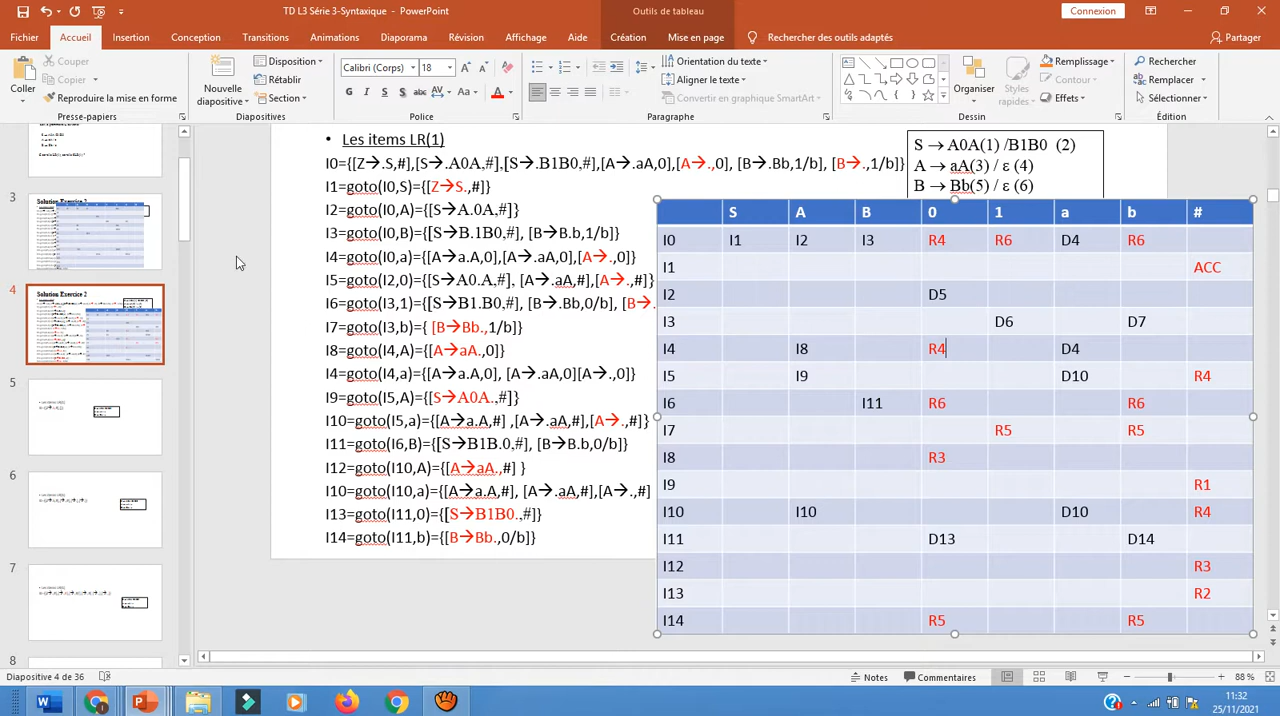 TD L3 Série 3-Syntaxique - PowerPoint
Outils de tableau
Connexion
Fichier Accueil Insertion Conception Transitions Animations Diaporama Révision Affichage Aide Création Mise en page Rechercher des outils adaptés Partager
Coller
Couper
Copier
Reproduire la mise en forme
Presse-papiers
Nouvelle diapositive
Disposition
Rétablir
Section
Diapositives
Calibri (Corps) 18
G I S S abc AV Aa A
Police
Orientation du texte
Aligner le texte
Convertir en graphique SmartArt
Paragraphe
Organiser
Styles rapides
Remplissage
Contour
Effets
Dessin
Rechercher
Remplacer
Sélectionner
Édition
3
Solution Exercice 2
4
Solution Exercice 2
5
6
7
8
• Les items LR(1)
I0={[Z→.S,#],[S→.A0A,#],[S→.B1B0,#],[A→.aA,0],[A→.,0], [B→.Bb,1/b], [B→.,1/b]}
I1=goto(I0,S)={[Z→S.,#]}
I2=goto(I0,A)={[S→A.0A,#]}
I3=goto(I0,B)={[S→B.1B0,#], [B→B.b,1/b]}
I4=goto(I0,a)={[A→a.A,0],[A→.aA,0],[A→.,0]}
I5=goto(I2,0)={[S→A0.A,#], [A→.aA,#],[A→.,#]}
I6=goto(I3,1)={[S→B1.B0,#], [B→.Bb,0/b], [B→.
I7=goto(I3,b)={ [B→Bb.,1/b]}
I8=goto(I4,A)={[A→aA.,0]}
I4=goto(I4,a)={[A→a.A,0], [A→.aA,0][A→.,0]}
I9=goto(I5,A)={[S→A0A.,#]}
I10=goto(I5,a)={[A→a.A,#] ,[A→.aA,#],[A→.,#]}
I11=goto(I6,B)={[S→B1B.0,#], [B→B.b,0/b]}
I12=goto(I10,A)={[A→aA.,#] }
I10=goto(I10,a)={[A→a.A,#], [A→.aA,#],[A→.,#]
I13=goto(I11,0)={[S→B1B0.,#]}
I14=goto(I11,b)={[B→Bb.,0/b]}
S → A0A(1) /B1B0 (2)
A → aA(3) / ε (4)
B → Bb(5) / ε (6)
S A B 0 1 a b #
I0 I1 I2 I3 R4 R6 D4 R6
I1 ACC
I2 D5
I3 D6 D7
I4 I8 R4 D4
I5 I9 D10 R4
I6 I11 R6 R6
I7 R5 R5
I8 R3
I9 R1
I10 I10 D10 R4
I11 D13 D14
I12 R3
I13 R2
I14 R5 R5
Diapositive 4 de 36
Notes
Commentaires
88 %
11:32
25/11/2021